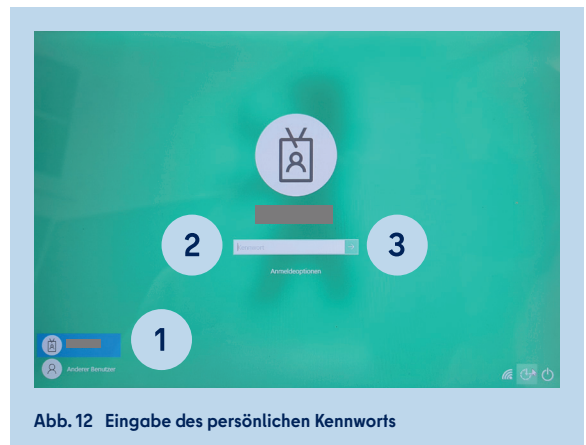 2
Kennwort
3
Anmeldeoptionen
1
Anderer Benutzer
Abb. 12 Eingabe des persönlichen Kennworts